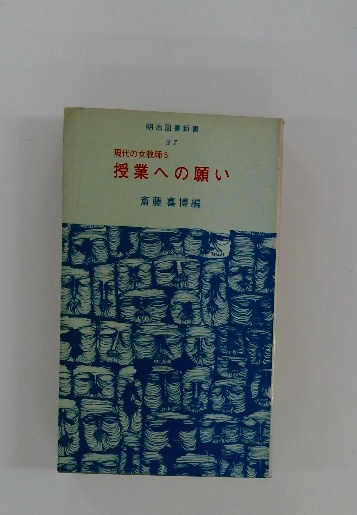 明治図書新書
37
現代の女教師5
授業への願い
斎藤喜博編